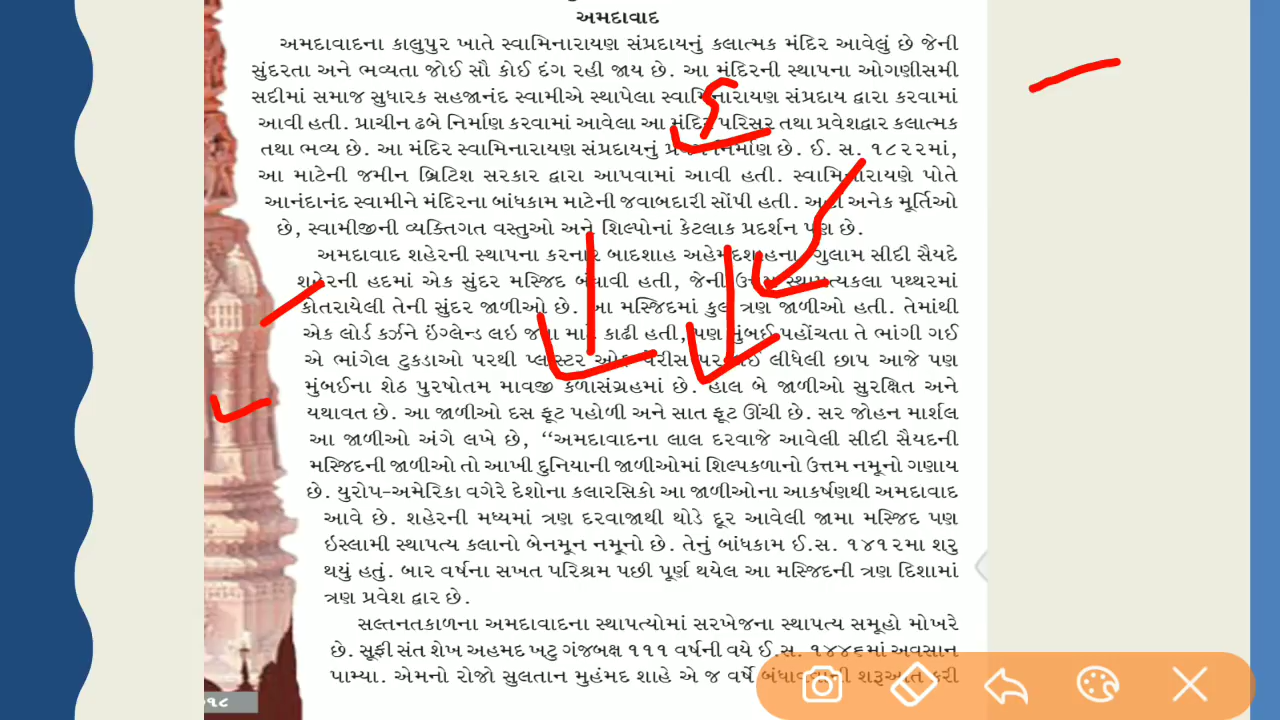 અમદાવાદ
અમદાવાદના કાલુપુર ખાતે સ્વામિનારાયણ સંપ્રદાયનું કલાત્મક મંદિર આવેલું છે જેની
સુંદરતા અને ભવ્યતા જોઈ સૌ કોઈ દંગ રહી જાય છે. આ મંદિરની સ્થાપના ઓગણીસમી
સદીમાં સમાજ સુધારક સહજાનંદ સ્વામીએ સ્થાપેલા સ્વામિનારાયણ સંપ્રદાય દ્વારા કરવામાં
આવી હતી. પ્રાચીન ઢબે નિર્માણ કરવામાં આવેલા આ મંદિર પરિસર તથા પ્રવેશદ્વાર કલાત્મક
તથા ભવ્ય છે. આ મંદિર સ્વામિનારાયણ સંપ્રદાયનું પ્રથમ નિર્માણ છે. ઈ. સ. ૧૮૨૨માં,
આ માટેની જમીન બ્રિટિશ સરકાર દ્વારા આપવામાં આવી હતી. સ્વામિનારાયણે પોતે
આનંદાનંદ સ્વામીને મંદિરના બાંધકામ માટેની જવાબદારી સોંપી હતી. અહીં અનેક મૂર્તિઓ
છે, સ્વામીજીની વ્યક્તિગત વસ્તુઓ અને શિલ્પોનાં કેટલાક પ્રદર્શન પણ છે.
અમદાવાદ શહેરની સ્થાપના કરનાર બાદશાહ અહેમદશાહના ગુલામ સીદી સૈયદે
શહેરની હદમાં એક સુંદર મસ્જિદ બંધાવી હતી, જેની ઉત્તમ સ્થાપત્યકલા પથ્થરમાં
કોતરાયેલી તેની સુંદર જાળીઓ છે. આ મસ્જિદમાં કુલ ત્રણ જાળીઓ હતી. તેમાંથી
એક લોર્ડ કર્ઝને ઇંગ્લેન્ડ લઇ જવા માટે કાઢી હતી, પણ મુંબઈ પહોંચતા તે ભાંગી ગઈ
એ ભાંગેલ ટુકડાઓ પરથી પ્લાસ્ટર ઓફ પેરીસ પર લીધેલી છાપ આજે પણ
મુંબઈના શેઠ પુરષોતમ માવજી કળાસંગ્રહમાં છે. હાલ બે જાળીઓ સુરક્ષિત અને
યથાવત છે. આ જાળીઓ દસ ફૂટ પહોળી અને સાત ફૂટ ઊંચી છે. સર જોહન માર્શલ
આ જાળીઓ અંગે લખે છે, “અમદાવાદના લાલ દરવાજે આવેલી સીદી સૈયદની
મસ્જિદની જાળીઓ તો આખી દુનિયાની જાળીઓમાં શિલ્પકળાનો ઉત્તમ નમૂનો ગણાય
છે. યુરોપ-અમેરિકા વગેરે દેશોના કલારસિકો આ જાળીઓના આકર્ષણથી અમદાવાદ
આવે છે. શહેરની મધ્યમાં ત્રણ દરવાજાથી થોડે દૂર આવેલી જામા મસ્જિદ પણ
ઇસ્લામી સ્થાપત્ય કલાનો બેનમૂન નમૂનો છે. તેનું બાંધકામ ઈ.સ. ૧૪૧૨મા શરુ
થયું હતું. બાર વર્ષના સખત પરિશ્રમ પછી પૂર્ણ થયેલ આ મસ્જિદની ત્રણ દિશામાં
ત્રણ પ્રવેશ દ્વાર છે.
સલ્તનતકાળના અમદાવાદના સ્થાપત્યોમાં સરખેજના સ્થાપત્ય સમૂહો મોખરે
છે. સૂફી સંત શેખ અહમદ ખટુ ગંજબક્ષ ૧૧૧ વર્ષની વયે ઈ.સ. ૧૪૪૬માં અવસાન
પામ્યા. એમનો રોજો સુલતાન મુહંમદ શાહે એ જ વર્ષે બંધાવવાની શરૂઆત કરી